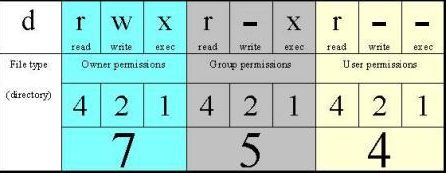 d r w x r - x r - -
read write exec read write exec read write exec
File type Owner permissions Group permissions User permissions
(directory)
4 2 1 4 2 1 4 2 1
7 5 4